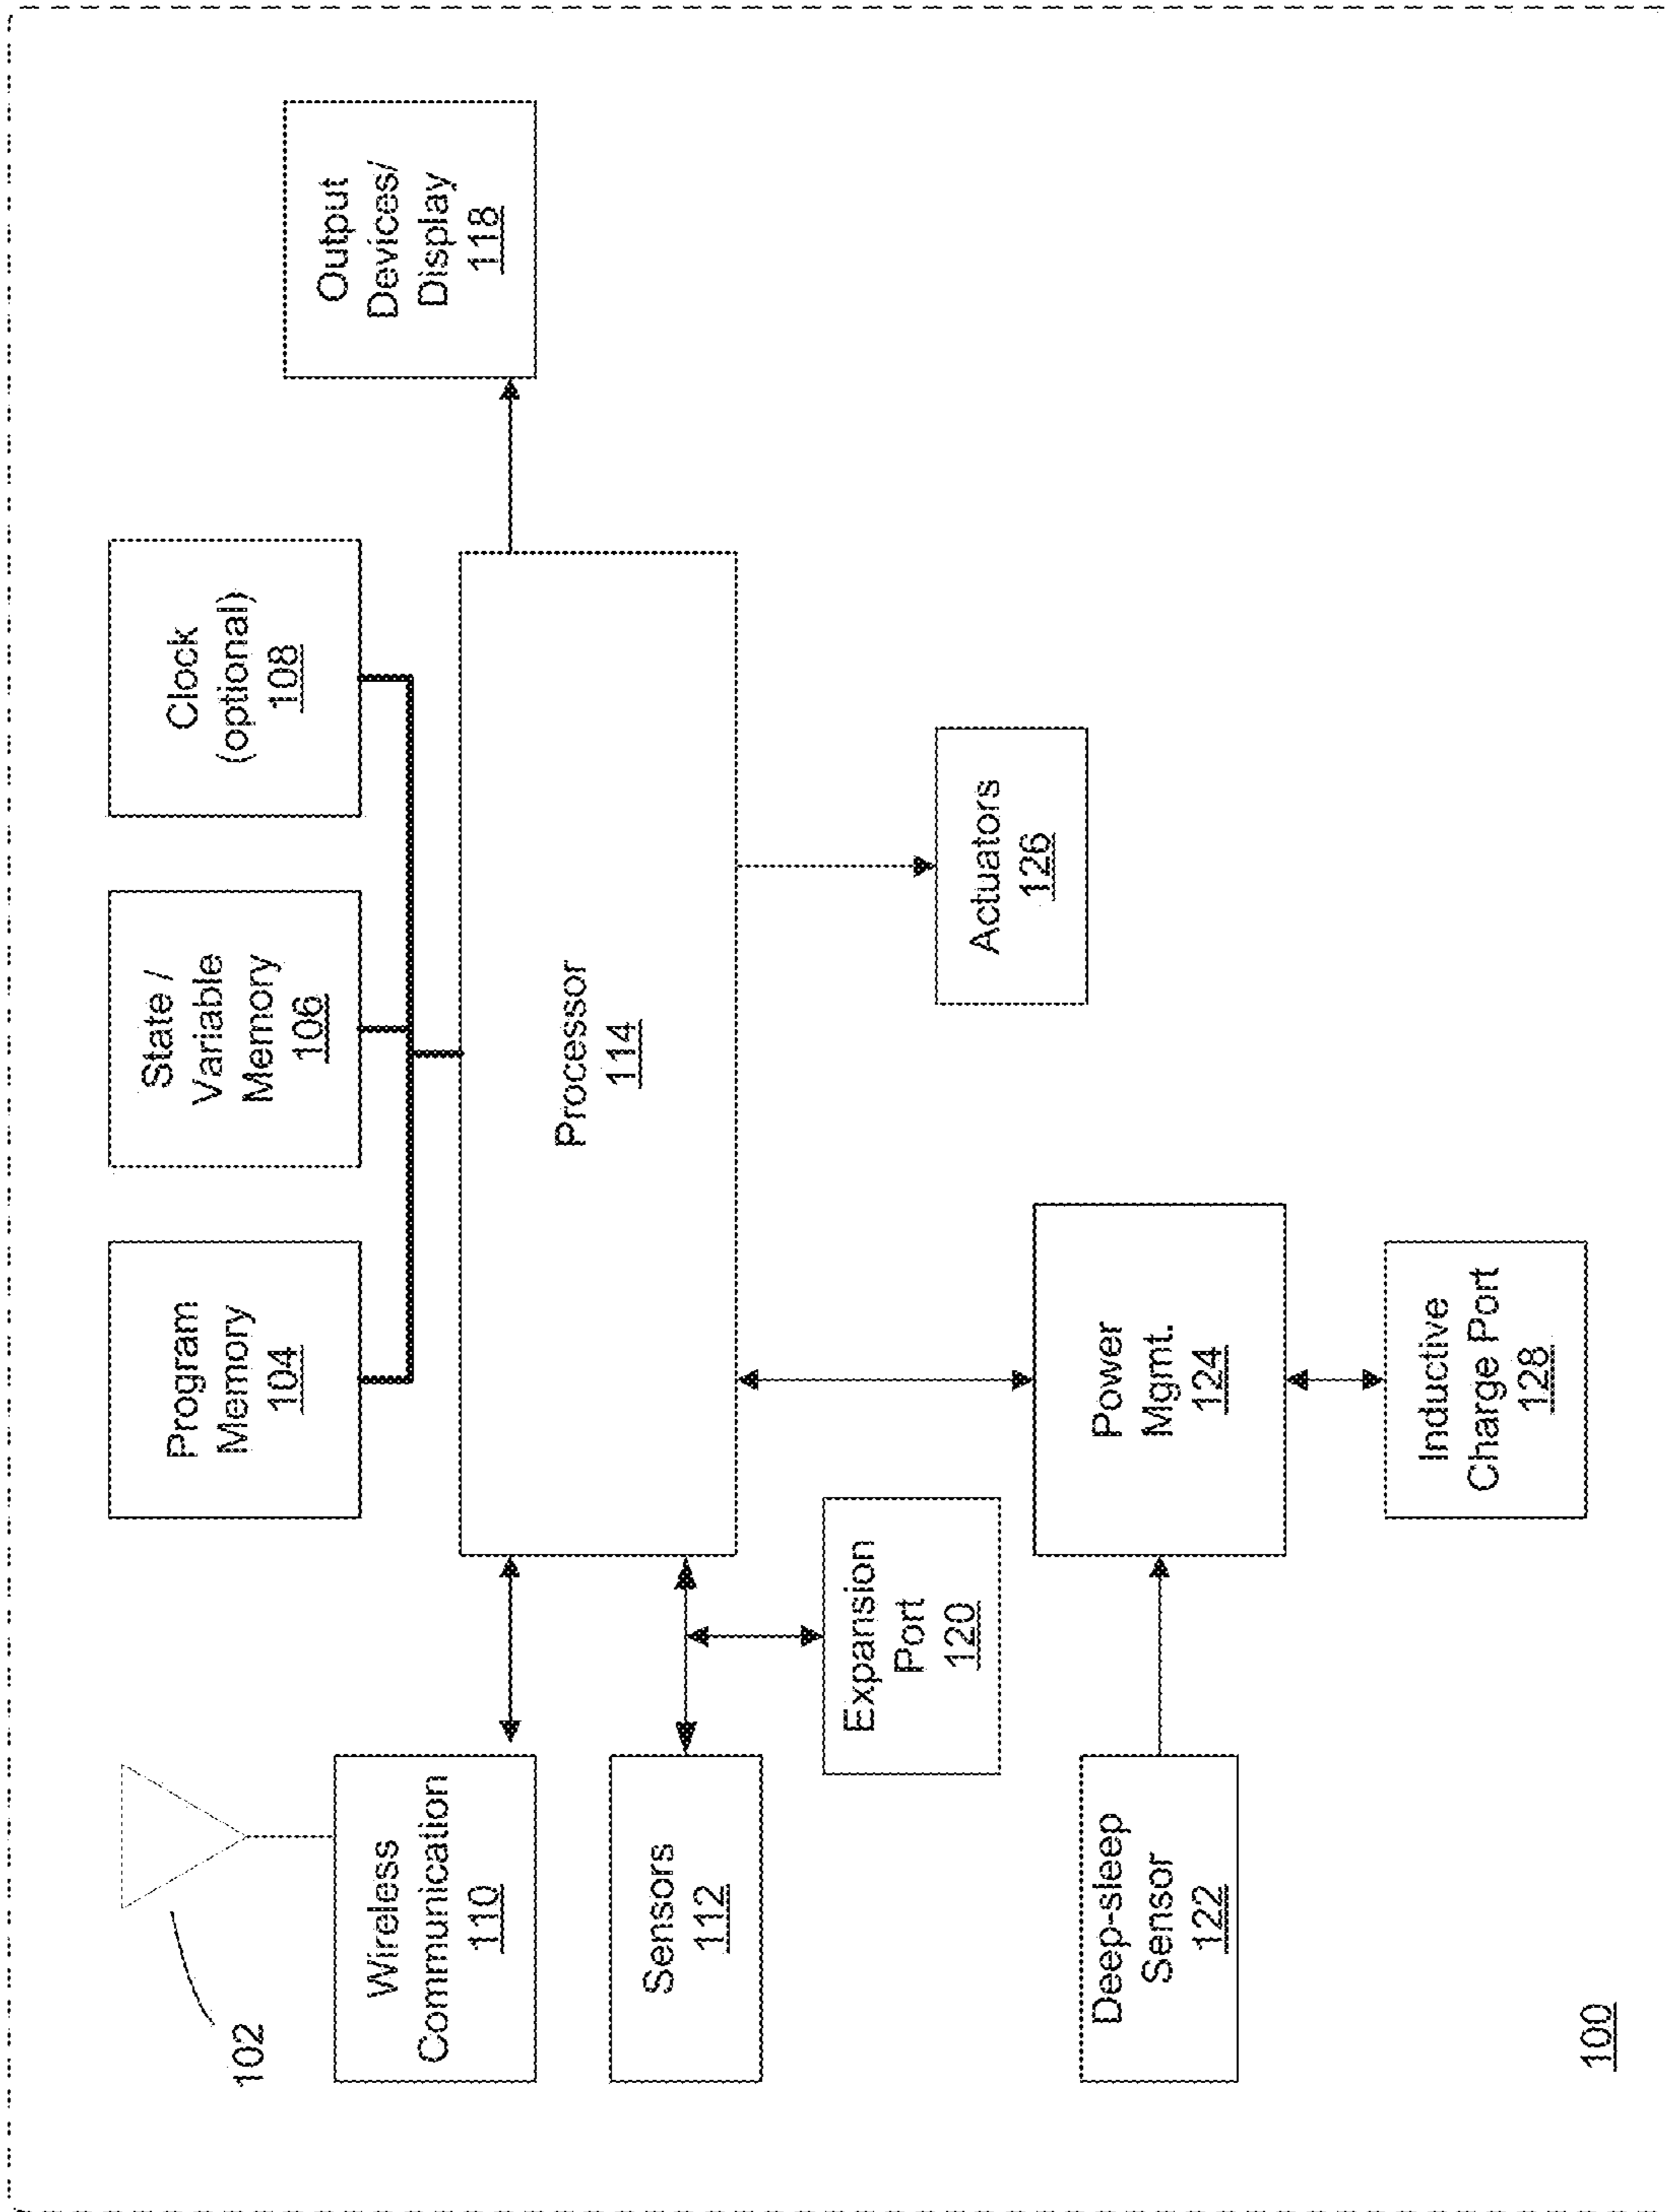 102
Wireless
Communication
110
Sensors
112
Deep-sleep
Sensor
122
100
Expansion
Port
120
Program
Memory
104
State /
Variable
Memory
106
Clock
(optional)
108
Processor
114
Power
Mgmt.
124
Inductive
Charge Port
128
Actuators
126
Output
Devices/
Display
118